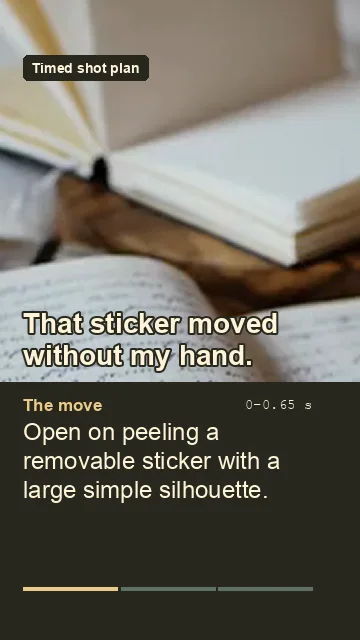 Timed shot plan
That sticker moved
without my hand.
The move 0–0.65 s
Open on peeling a
removable sticker with a
large simple silhouette.